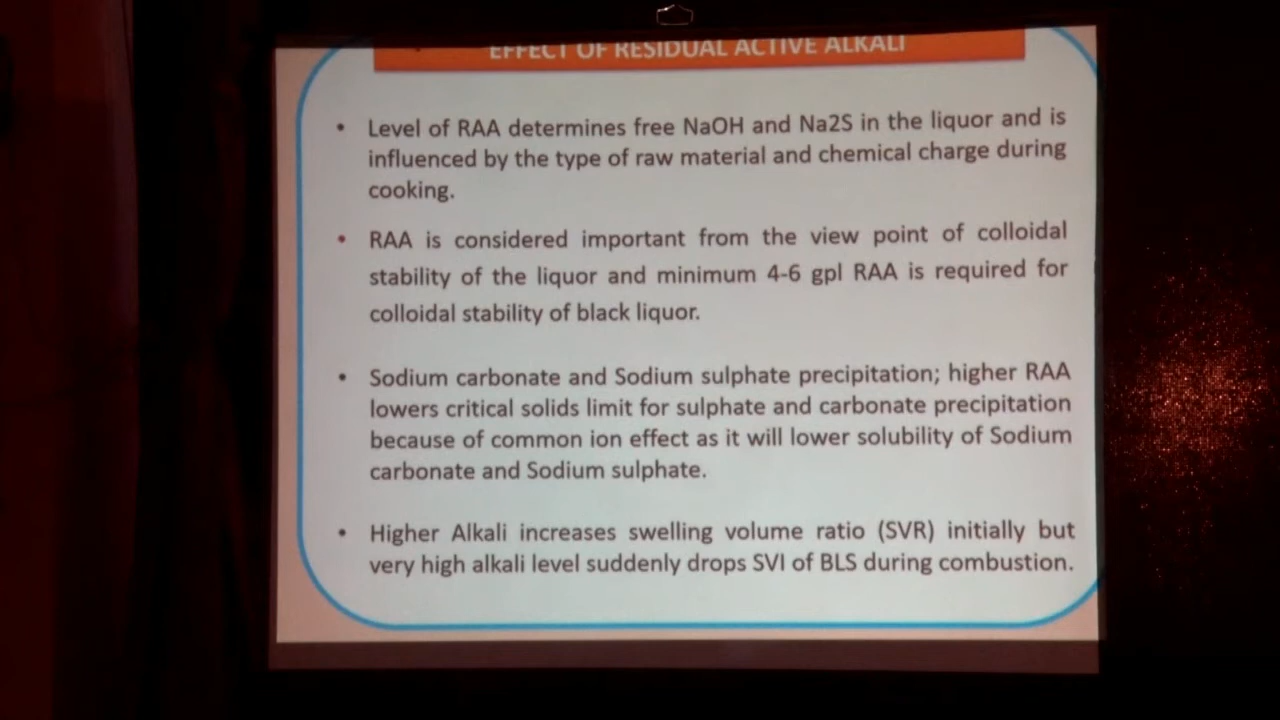 EFFECT OF RESIDUAL ACTIVE ALKALI
• Level of RAA determines free NaOH and Na2S in the liquor and is
influenced by the type of raw material and chemical charge during
cooking.
• RAA is considered important from the view point of colloidal
stability of the liquor and minimum 4-6 gpl RAA is required for
colloidal stability of black liquor.
• Sodium carbonate and Sodium sulphate precipitation; higher RAA
lowers critical solids limit for sulphate and carbonate precipitation
because of common ion effect as it will lower solubility of Sodium
carbonate and Sodium sulphate.
• Higher Alkali increases swelling volume ratio (SVR) initially but
very high alkali level suddenly drops SVI of BLS during combustion.